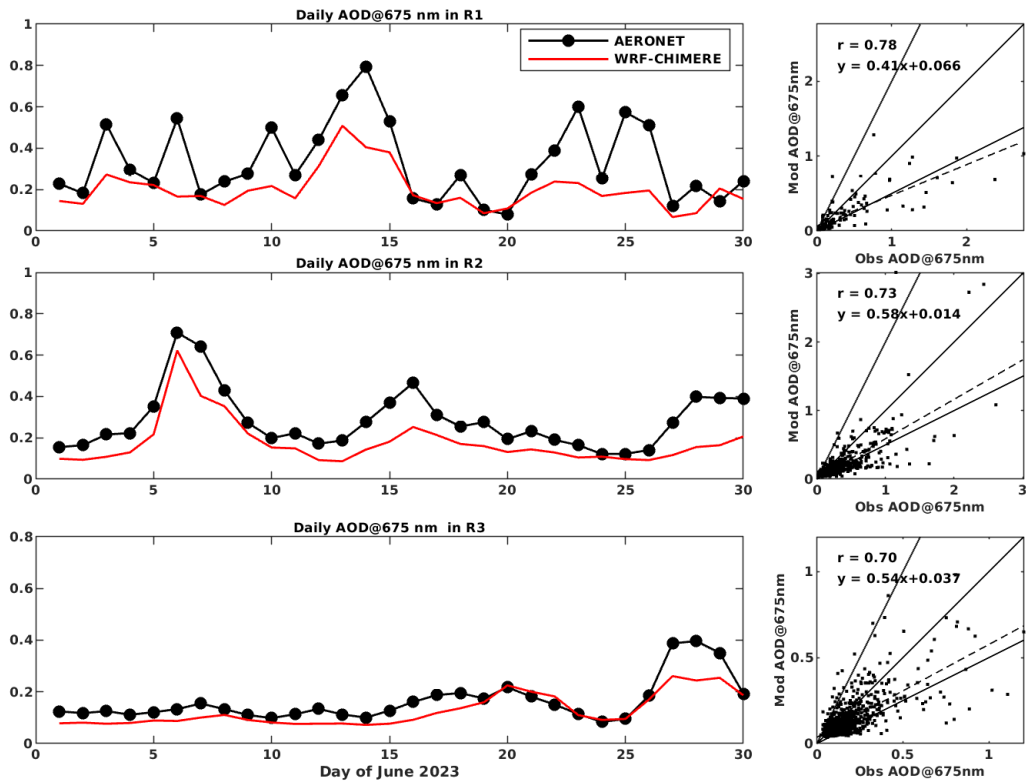 Daily AOD@675 nm in R1
AERONET
WRF-CHIMERE
1
0.8
0.6
0.4
0.2
0
0 5 10 15 20 25 30
r = 0.78
y = 0.41x+0.066
Mod AOD@675nm
2
1
0
0 1 2
Obs AOD@675nm
Daily AOD@675 nm in R2
1
0.8
0.6
0.4
0.2
0
0 5 10 15 20 25 30
r = 0.73
y = 0.58x+0.014
Mod AOD@675nm
3
2
1
0
0 1 2 3
Obs AOD@675nm
Daily AOD@675 nm in R3
0.8
0.6
0.4
0.2
0
0 5 10 15 20 25 30
Day of June 2023
r = 0.70
y = 0.54x+0.037
Mod AOD@675nm
1
0.5
0
0 0.5 1
Obs AOD@675nm